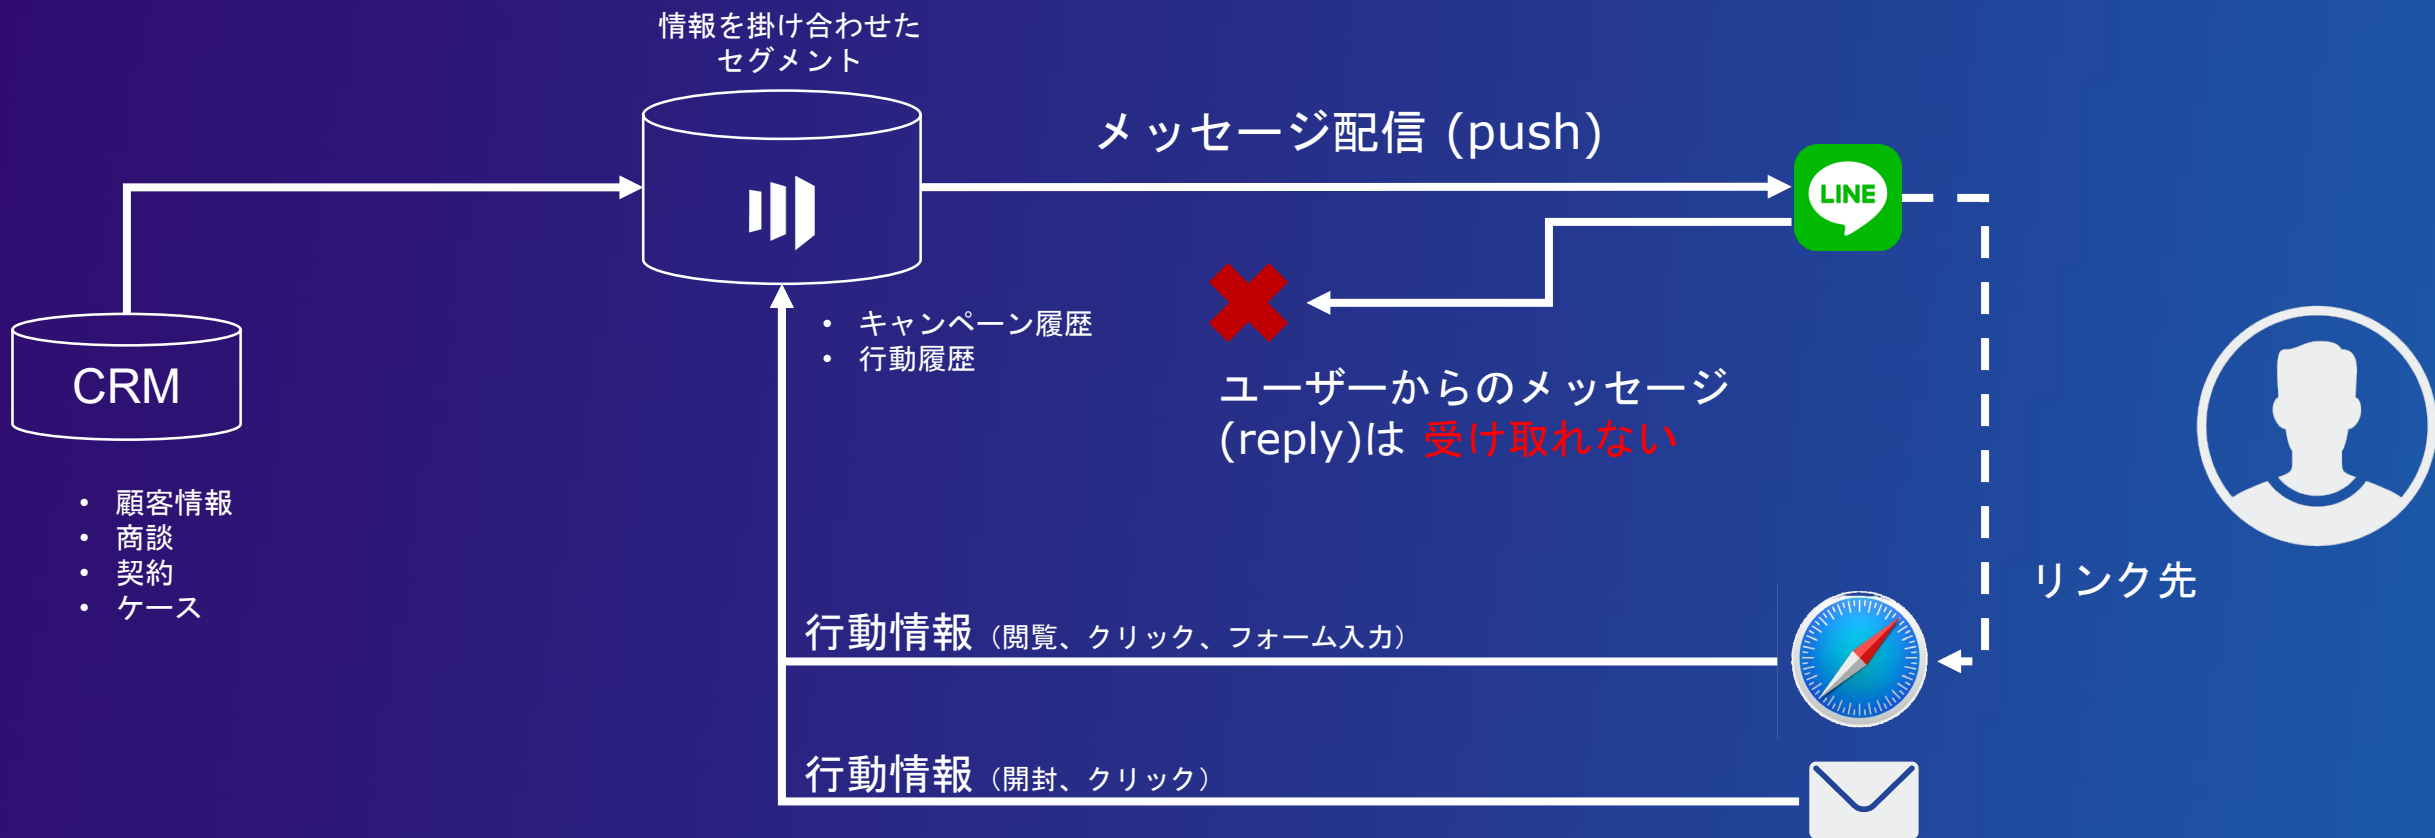 情報を掛け合わせた
セグメント
メッセージ配信 (push)
LINE
CRM
• キャンペーン履歴
• 行動履歴
ユーザーからのメッセージ
(reply)は 受け取れない
• 顧客情報
• 商談
• 契約
• ケース
リンク先
行動情報（閲覧、クリック、フォーム入力）
行動情報（開封、クリック）